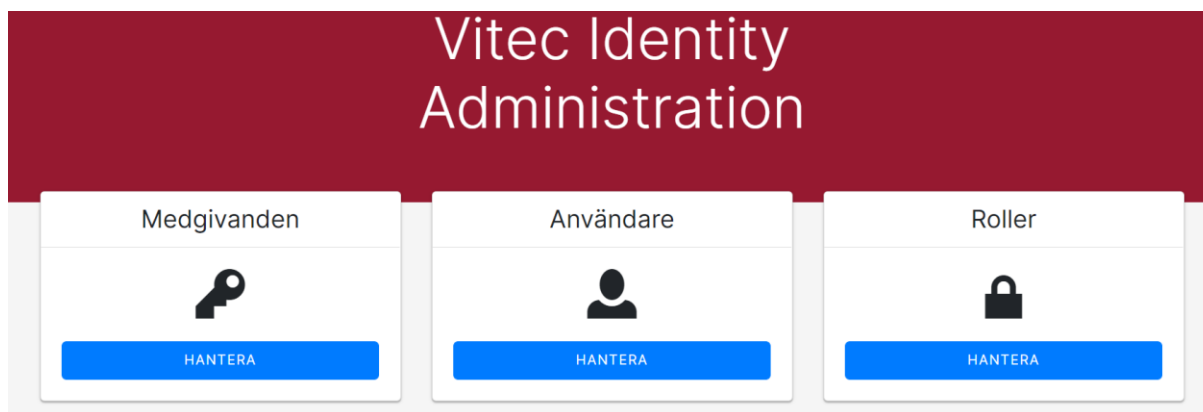 Vitec Identity
Administration
Medgivanden
Användare
Roller
HANTERA
HANTERA
HANTERA